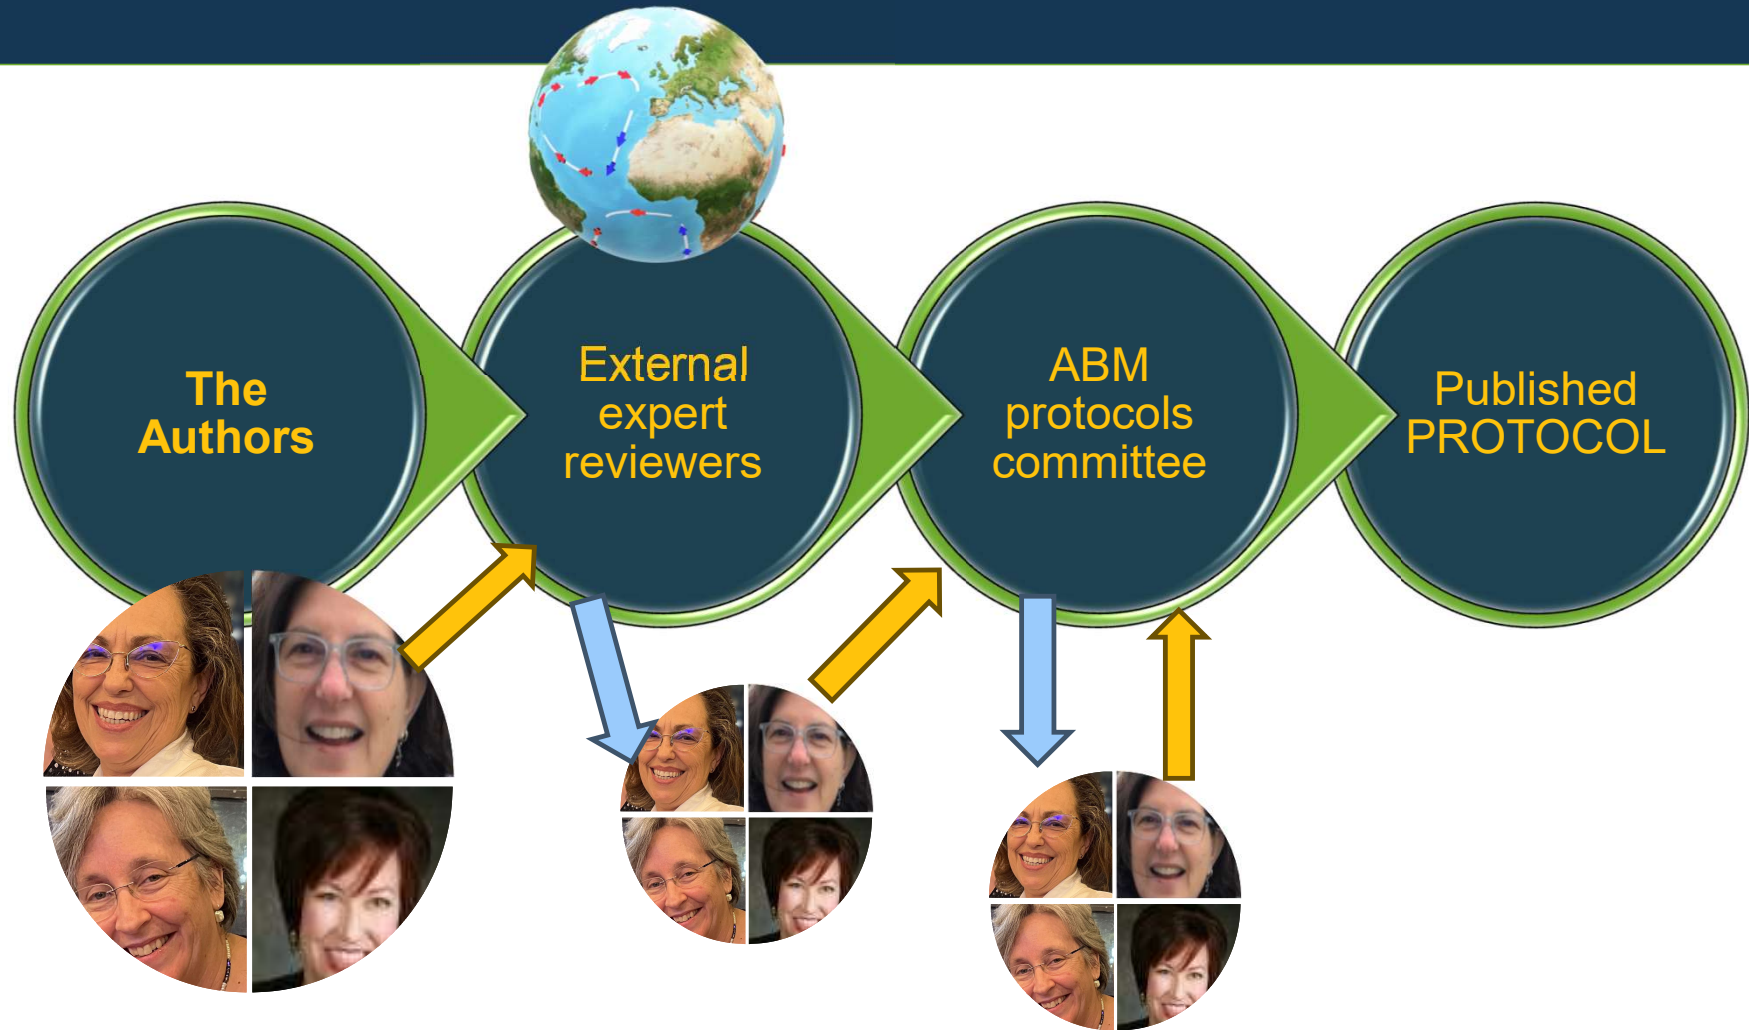 The
Authors
External
expert
reviewers
ABM
protocols
committee
Published
PROTOCOL